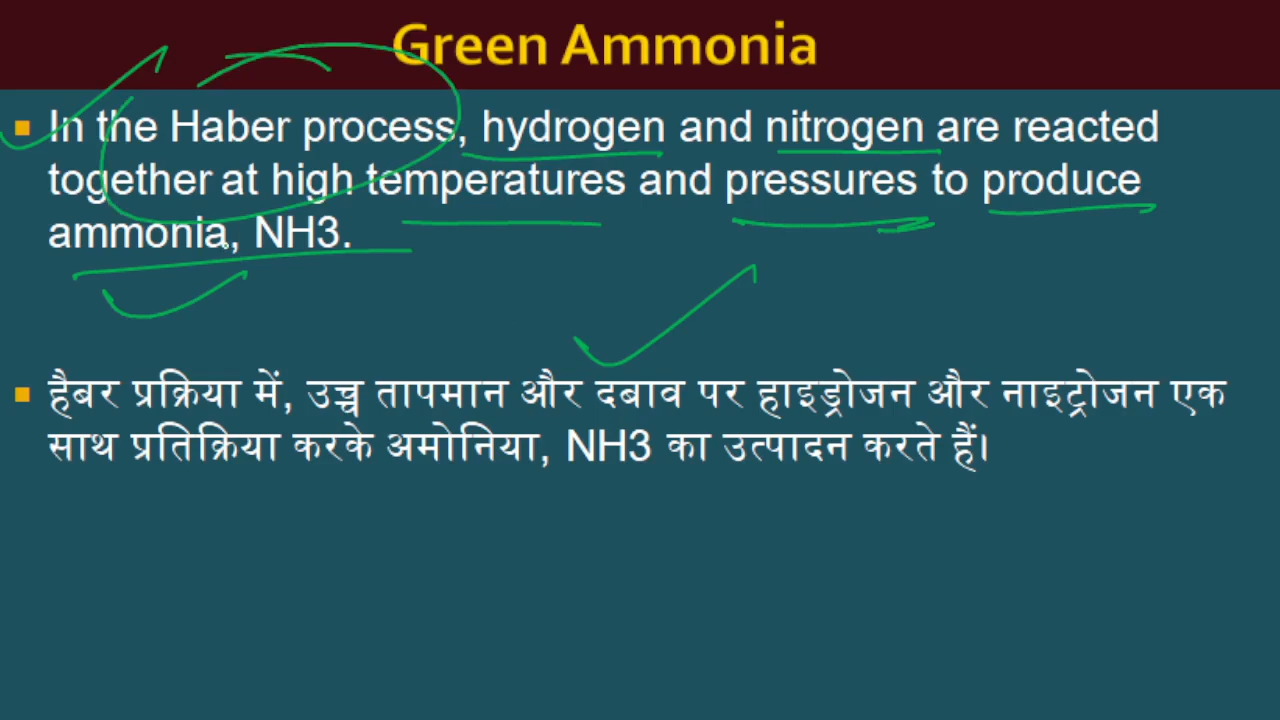 Green Ammonia
In the Haber process, hydrogen and nitrogen are reacted
together at high temperatures and pressures to produce
ammonia, NH3.
हैबर प्रक्रिया में, उच्च तापमान और दबाव पर हाइड्रोजन और नाइट्रोजन एक
साथ प्रतिक्रिया करके अमोनिया, NH3 का उत्पादन करते हैं।